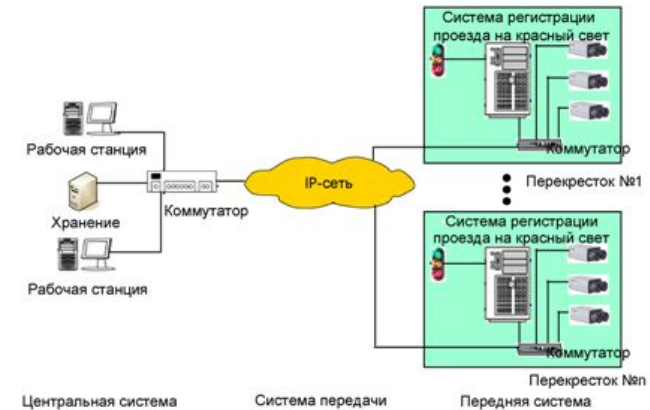 Система регистрации
проезда на красный свет
Коммутатор
Перекресток №1
Рабочая станция
Хранение
Коммутатор
IP-сеть
Рабочая станция
Система регистрации
проезда на красный свет
Коммутатор
Перекресток №n
Центральная система
Система передачи
Передняя система